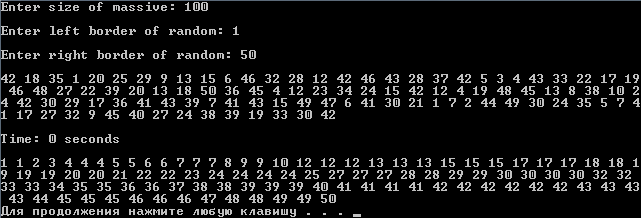 Enter size of massive: 100
Enter left border of random: 1
Enter right border of random: 50
42 18 35 1 20 25 29 9 13 15 6 46 32 28 12 42 46 43 28 37 42 5 3 4 43 33 22 17 19
 46 48 27 22 39 20 13 18 50 36 45 4 12 23 34 24 15 42 12 4 19 48 45 13 8 38 10 2
4 42 30 29 17 36 41 43 39 7 41 43 15 49 47 6 41 30 21 1 7 2 44 49 30 24 35 5 7 4
1 17 27 32 9 45 40 27 24 38 39 19 33 30 42
Time: 0 seconds
1 1 2 3 4 4 4 5 5 6 6 7 7 7 8 9 9 10 12 12 12 13 13 13 15 15 15 17 17 17 18 18 1
9 19 19 20 20 21 22 22 23 24 24 24 24 25 27 27 27 28 28 29 29 30 30 30 30 32 32
33 33 34 35 35 36 36 37 38 38 39 39 39 40 41 41 41 41 42 42 42 42 42 43 43 43
 43 44 45 45 45 46 46 46 47 48 48 49 49 50
Для продолжения нажмите любую клавишу . . .